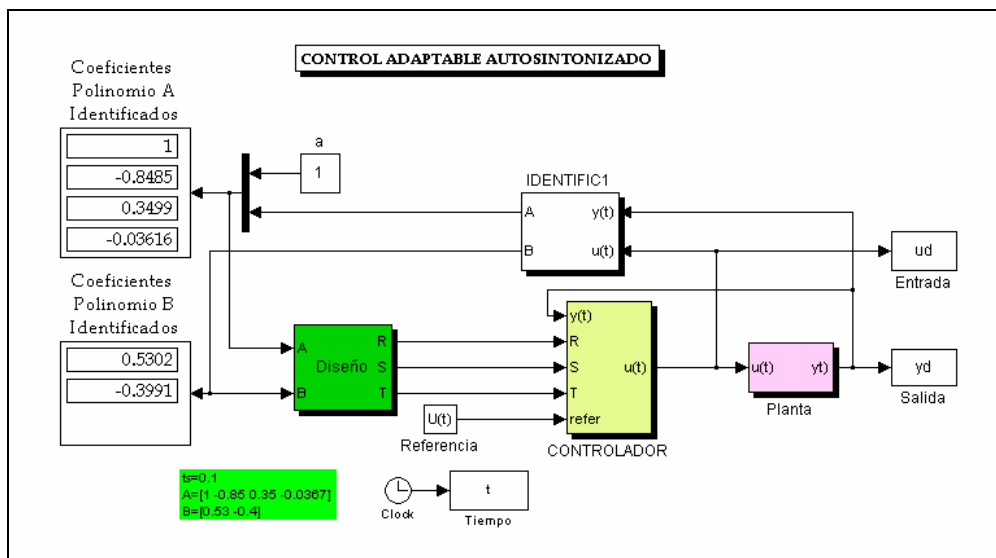 CONTROL ADAPTABLE AUTOSINTONIZADO
Coeficientes
Polinomio A
Identificados
1
-0.8485
0.3499
-0.03616
a
1
IDENTIFIC1
A
y(t)
B
u(t)
ud
Entrada
Coeficientes
Polinomio B
Identificados
0.5302
-0.3991
A
B
Diseño
R
S
T
y(t)
R
S
T
refer
u(t)
CONTROLADOR
U(t)
Referencia
u(t)
yt)
Planta
yd
Salida
ts=0.1
A=[1 -0.85 0.35 -0.0367]
B=[0.53 -0.4]
Clock
t
Tiempo